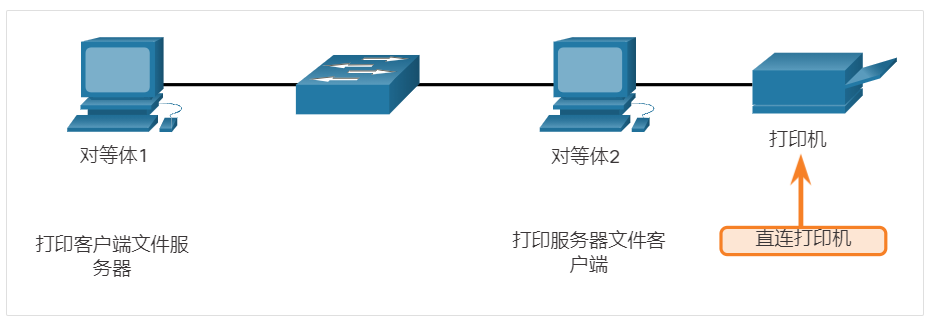 对等体1
对等体2
打印机
打印客户端文件服
务器
打印服务器文件客
户端
直连打印机